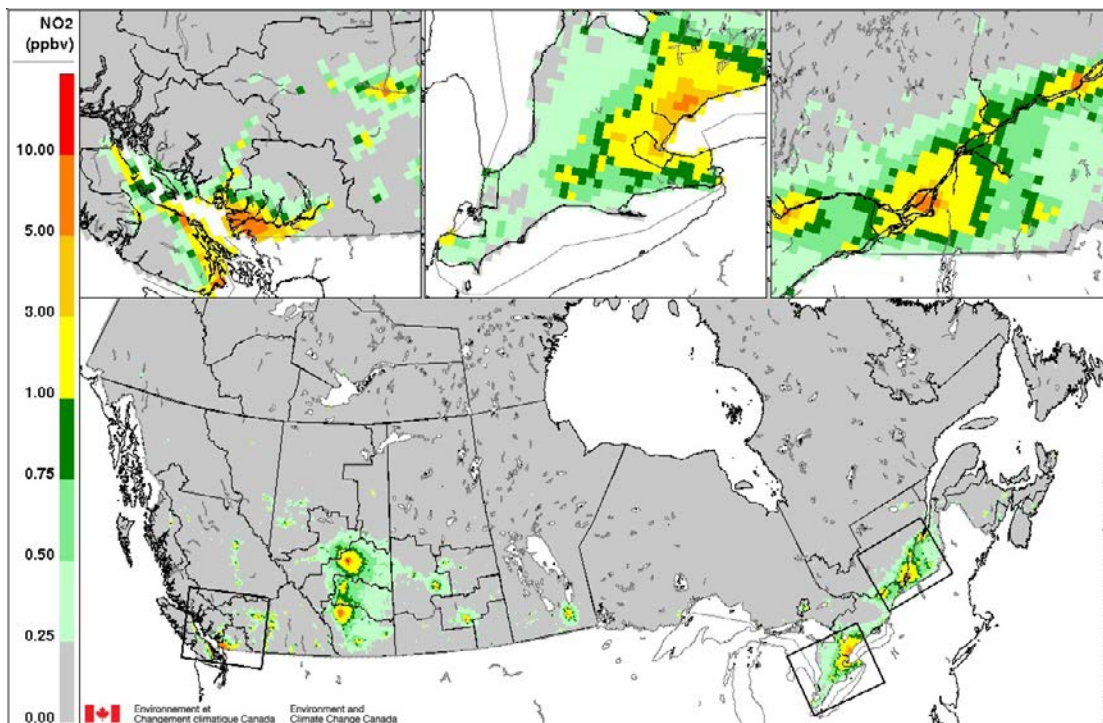 NO2
(ppbv)
10.00
5.00
3.00
1.00
0.75
0.50
0.25
0.00
Environnement et
Changement climatique Canada
Environment and
Climate Change Canada